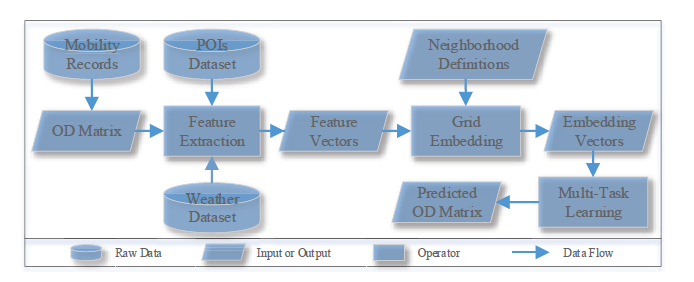 Mobility
Records
POIs
Dataset
Neighborhood
Definitions
OD Matrix
Feature
Extraction
Feature
Vectors
Grid
Embedding
Embedding
Vectors
Weather
Dataset
Predicted
OD Matrix
Multi-Task
Learning
Raw Data
Input or Output
Operator
Data Flow